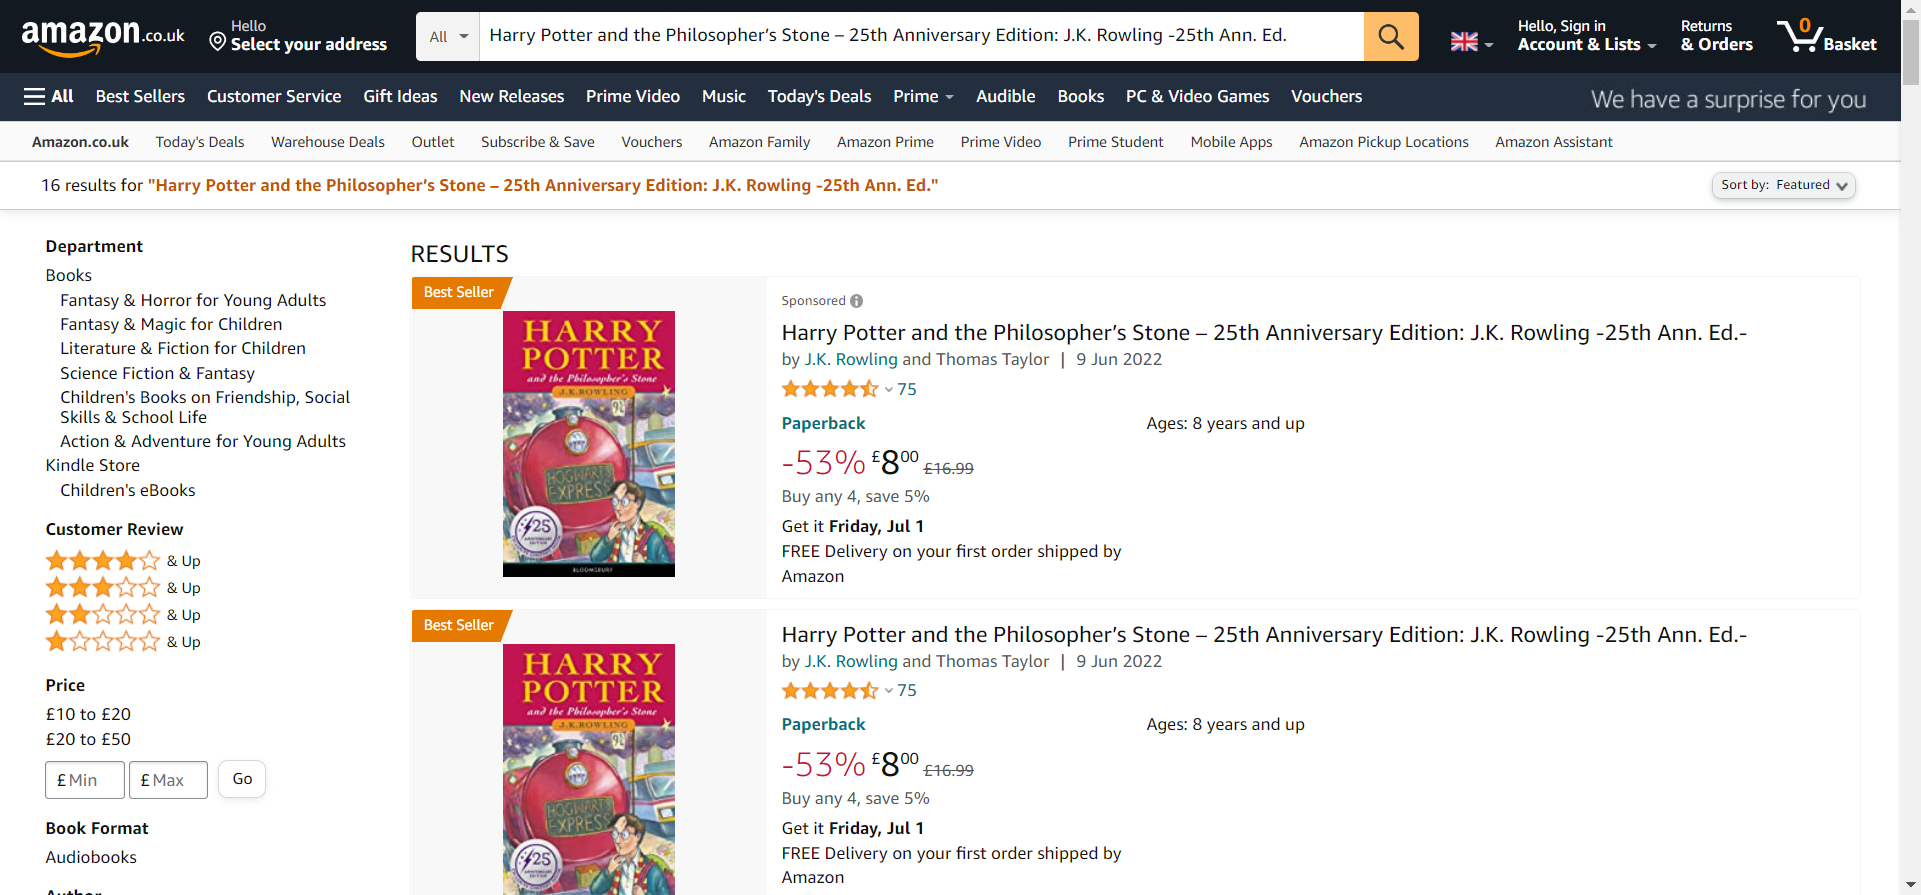 amazon.co.uk
Hello
Select your address
All
Harry Potter and the Philosopher's Stone – 25th Anniversary Edition: J.K. Rowling -25th Ann. Ed.
Hello, Sign in
Account & Lists
Returns
& Orders
0
Basket
All Best Sellers Customer Service Gift Ideas New Releases Prime Video Music Today's Deals Prime Audible Books PC & Video Games Vouchers
We have a surprise for you
Amazon.co.uk Today's Deals Warehouse Deals Outlet Subscribe & Save Vouchers Amazon Family Amazon Prime Prime Video Prime Student Mobile Apps Amazon Pickup Locations Amazon Assistant
16 results for "Harry Potter and the Philosopher's Stone – 25th Anniversary Edition: J.K. Rowling -25th Ann. Ed."
Sort by: Featured
Department
Books
Fantasy & Horror for Young Adults
Fantasy & Magic for Children
Literature & Fiction for Children
Science Fiction & Fantasy
Children's Books on Friendship, Social
Skills & School Life
Action & Adventure for Young Adults
Kindle Store
Children's eBooks
Customer Review
& Up
& Up
& Up
& Up
Price
£10 to £20
£20 to £50
£ Min £ Max Go
Book Format
Audiobooks
Author
RESULTS
Best Seller
HARRY
POTTER
and the Philosopher's Stone
J.K.ROWLING
9¾
HOGWARTS
EXPRESS
25
ANNIVERSARY
EDITION
BLOOMSBURY
Sponsored
Harry Potter and the Philosopher's Stone – 25th Anniversary Edition: J.K. Rowling -25th Ann. Ed.-
by J.K. Rowling and Thomas Taylor | 9 Jun 2022
75
Paperback Ages: 8 years and up
-53% £800 £16.99
Buy any 4, save 5%
Get it Friday, Jul 1
FREE Delivery on your first order shipped by
Amazon
Best Seller
HARRY
POTTER
and the Philosopher's Stone
J.K.ROWLING
9¾
HOGWARTS
EXPRESS
25
ANNIVERSARY
EDITION
Harry Potter and the Philosopher's Stone – 25th Anniversary Edition: J.K. Rowling -25th Ann. Ed.-
by J.K. Rowling and Thomas Taylor | 9 Jun 2022
75
Paperback Ages: 8 years and up
-53% £800 £16.99
Buy any 4, save 5%
Get it Friday, Jul 1
FREE Delivery on your first order shipped by
Amazon